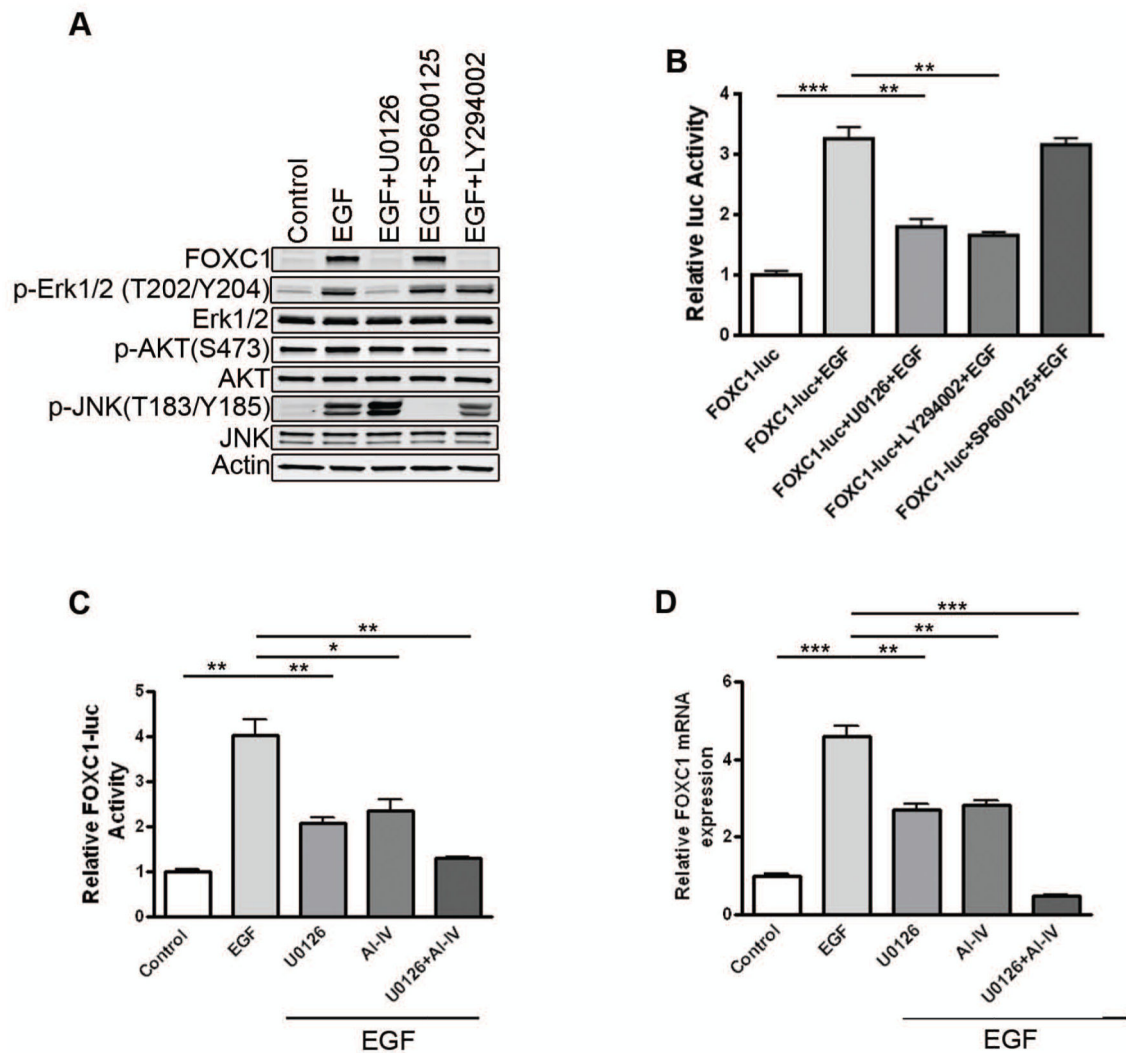 A
Control
EGF
EGF+U0126
EGF+SP600125
EGF+LY294002
FOXC1
p-Erk1/2 (T202/Y204)
Erk1/2
p-AKT(S473)
AKT
p-JNK(T183/Y185)
JNK
Actin
B
**
*** **
Relative luc Activity
4
3
2
1
0
FOXC1-luc
FOXC1-luc+EGF
FOXC1-luc+U0126+EGF
FOXC1-luc+LY294002+EGF
FOXC1-luc+SP600125+EGF
C
**
*
** **
Relative FOXC1-luc
Activity
5
4
3
2
1
0
Control
EGF
U0126
AI-IV
U0126+AI-IV
EGF
D
***
**
*** **
Relative FOXC1 mRNA
expression
6
4
2
0
Control
EGF
U0126
AI-IV
U0126+AI-IV
EGF